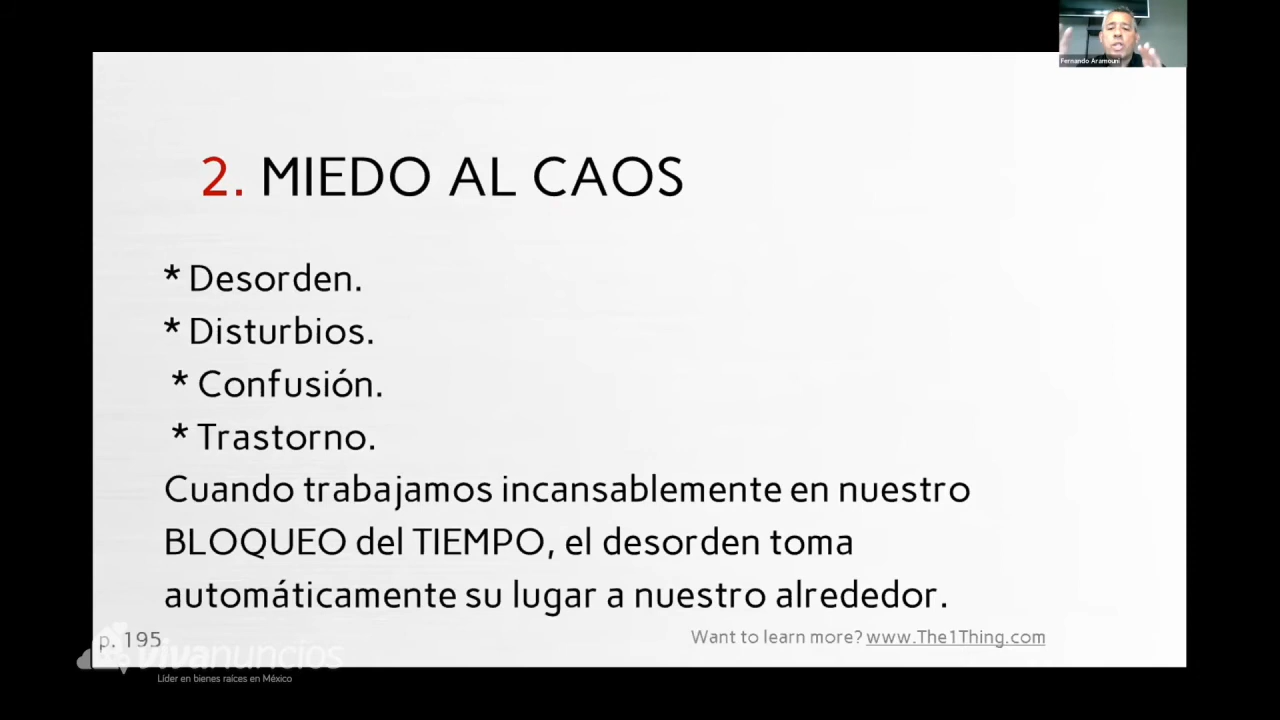 Fernando Aramouni
2. MIEDO AL CAOS
* Desorden.
* Disturbios.
* Confusión.
* Trastorno.
Cuando trabajamos incansablemente en nuestro
BLOQUEO del TIEMPO, el desorden toma
automáticamente su lugar a nuestro alrededor.
p. 195
Want to learn more? www.The1Thing.com
vivanuncios
Líder en bienes raíces en México